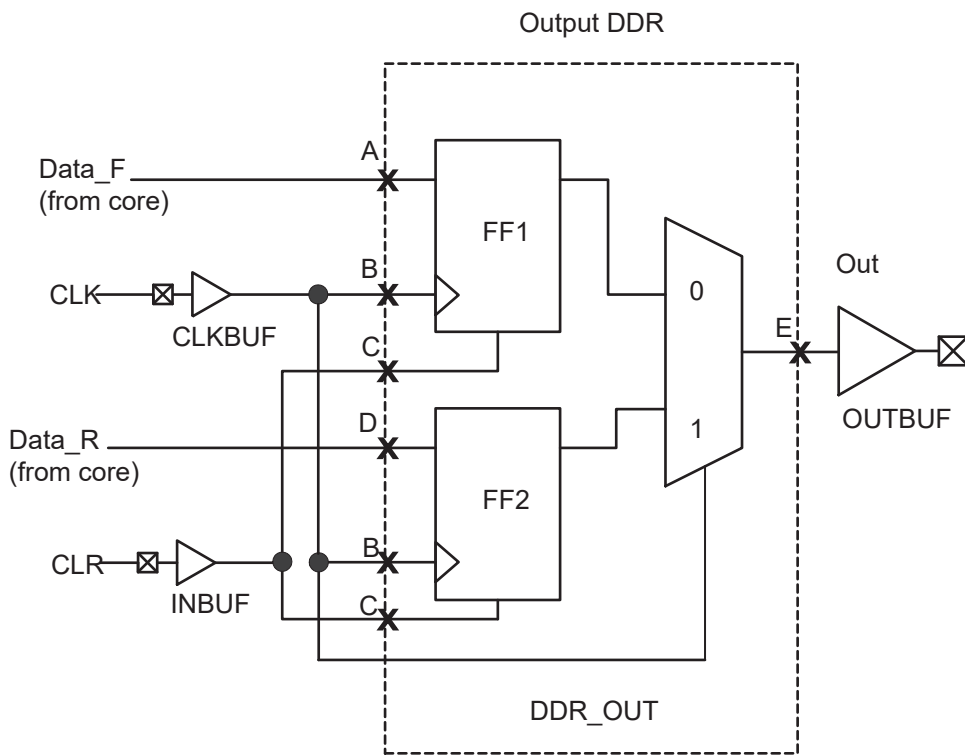 Output DDR
A
Data_F
(from core)
FF1
B
CLK
CLKBUF
C
0
Out
E
OUTBUF
D
Data_R
(from core)
1
FF2
B
CLR
INBUF
C
DDR_OUT